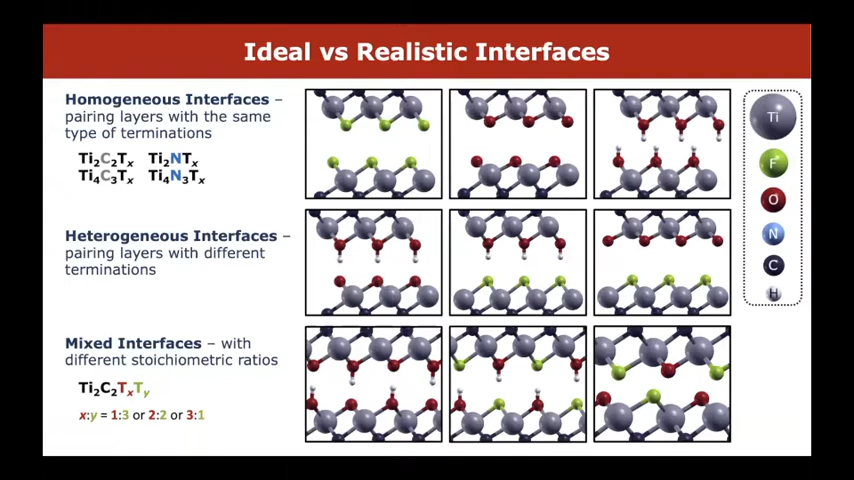 Ideal vs Realistic Interfaces
Homogeneous Interfaces –
pairing layers with the same
type of terminations
Ti₂C₂Tₓ Ti₂NTₓ
Ti₄C₃Tₓ Ti₄N₃Tₓ
Heterogeneous Interfaces –
pairing layers with different
terminations
Mixed Interfaces – with
different stoichiometric ratios
Ti₂C₂TₓTᵧ
x:y = 1:3 or 2:2 or 3:1
Ti
F
O
N
C
H